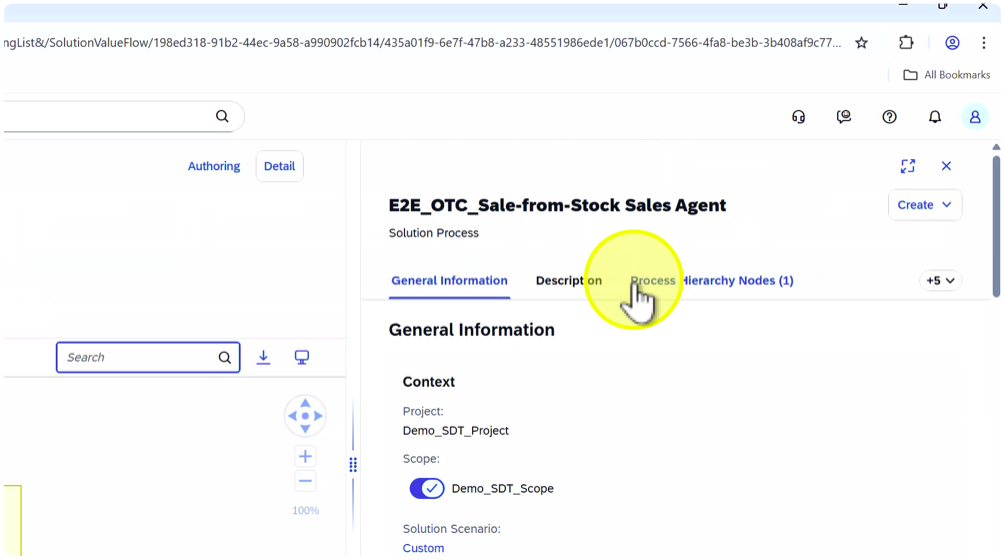 ngList&/SolutionValueFlow/198ed318-91b2-44ec-9a58-a990902fcb14/435a01f9-6e7f-47b8-a233-48551986ede1/067b0ccd-7566-4fa8-be3b-3b408af9c77...
All Bookmarks
Authoring
Detail
E2E_OTC_Sale-from-Stock Sales Agent
Create
Solution Process
General Information
Description
Process Hierarchy Nodes (1)
+5
General Information
Search
Context
Project:
Demo_SDT_Project
Scope:
Demo_SDT_Scope
100%
Solution Scenario:
Custom